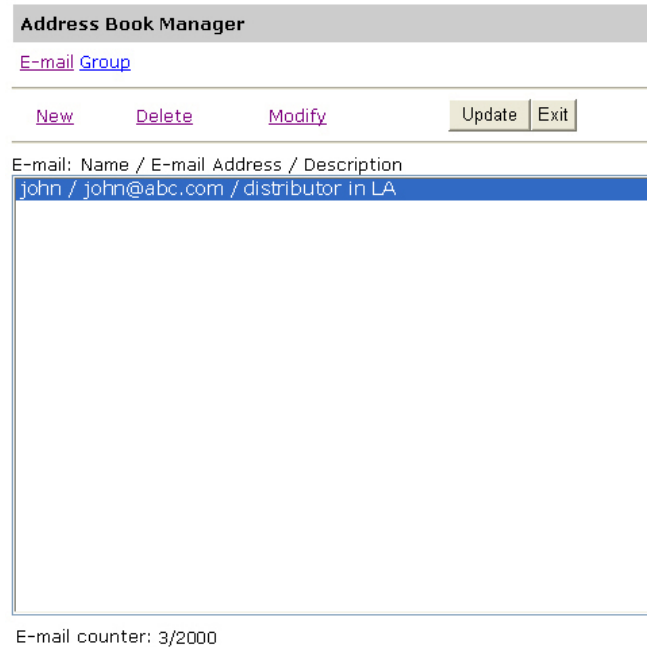 Address Book Manager
E-mail Group
New Delete Modify Update Exit
E-mail: Name / E-mail Address / Description
john / john@abc.com / distributor in LA
E-mail counter: 3/2000